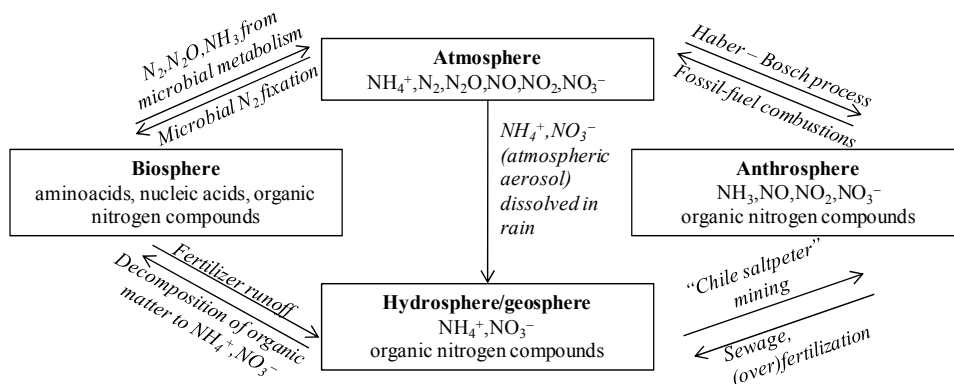 N₂,N₂O,NH₃ from
microbial metabolism
Microbial N₂ fixation
Atmosphere
NH₄⁺,N₂,N₂O,NO,NO₂,NO₃⁻
Haber – Bosch process
Fossil-fuel combustions
NH₄⁺,NO₃⁻
(atmospheric
aerosol)
dissolved in
rain
Biosphere
aminoacids, nucleic acids, organic
nitrogen compounds
Anthrosphere
NH₃,NO,NO₂,NO₃⁻
organic nitrogen compounds
Fertilizer runoff
Decomposition of organic
matter to NH₄⁺,NO₃⁻
Hydrosphere/geosphere
NH₄⁺,NO₃⁻
organic nitrogen compounds
“Chile saltpeter”
mining
Sewage,
(over)fertilization